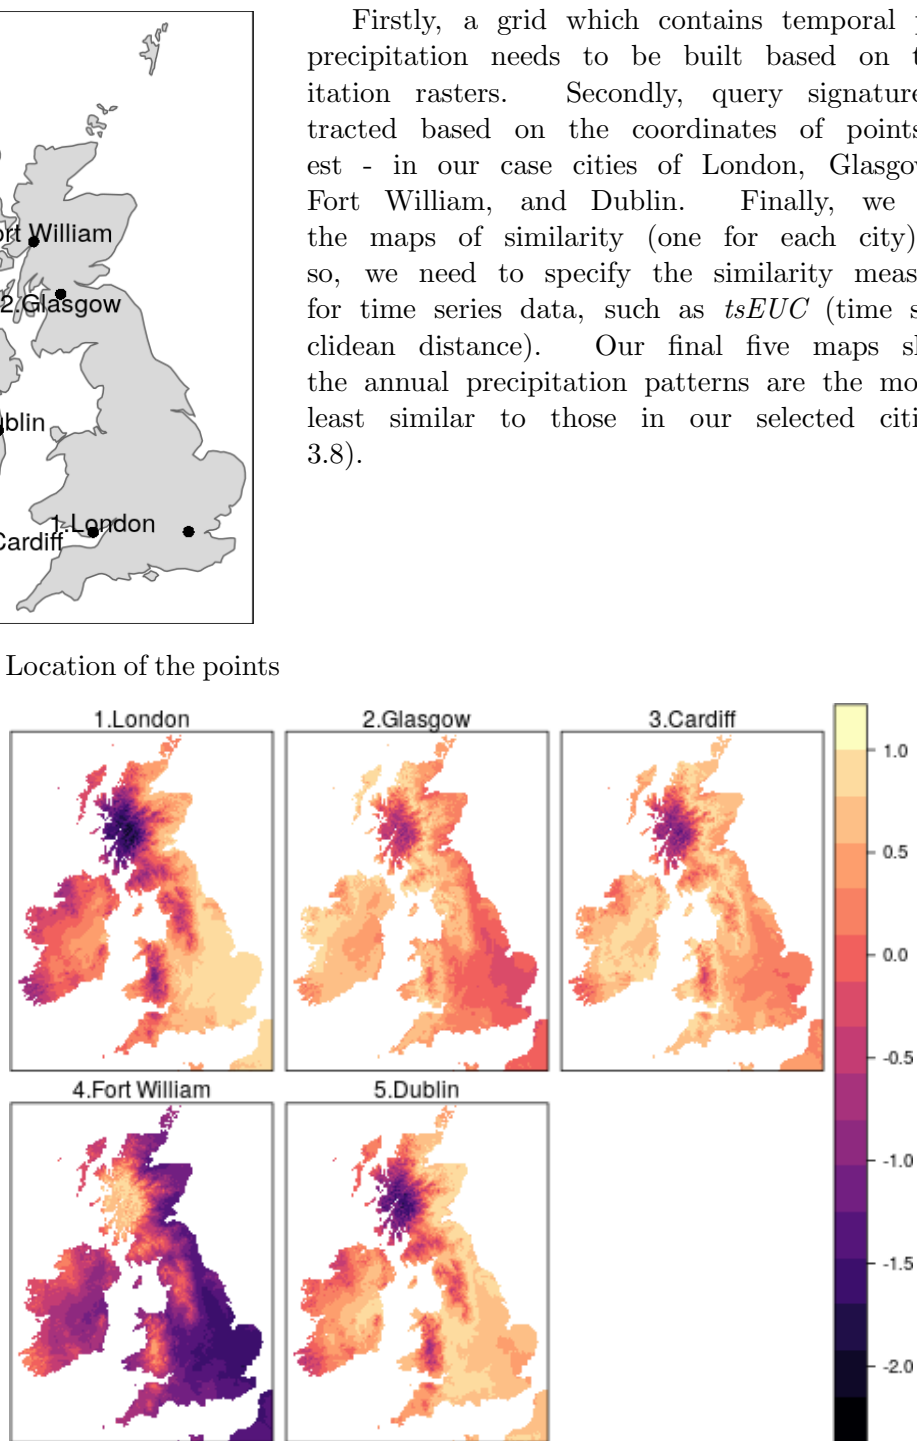 ort William
2.Glasgow
blin
1.London
Cardiff
Location of the points
Firstly, a grid which contains temporal
precipitation needs to be built based on
itation rasters. Secondly, query signature
tracted based on the coordinates of points
est - in our case cities of London, Glasgow
Fort William, and Dublin. Finally, we
the maps of similarity (one for each city)
so, we need to specify the similarity meas
for time series data, such as tsEUC (time s
clidean distance). Our final five maps s
the annual precipitation patterns are the mo
least similar to those in our selected citi
3.8).
1.London
2.Glasgow
3.Cardiff
4.Fort William
5.Dublin
1.0
0.5
0.0
-0.5
-1.0
-1.5
-2.0